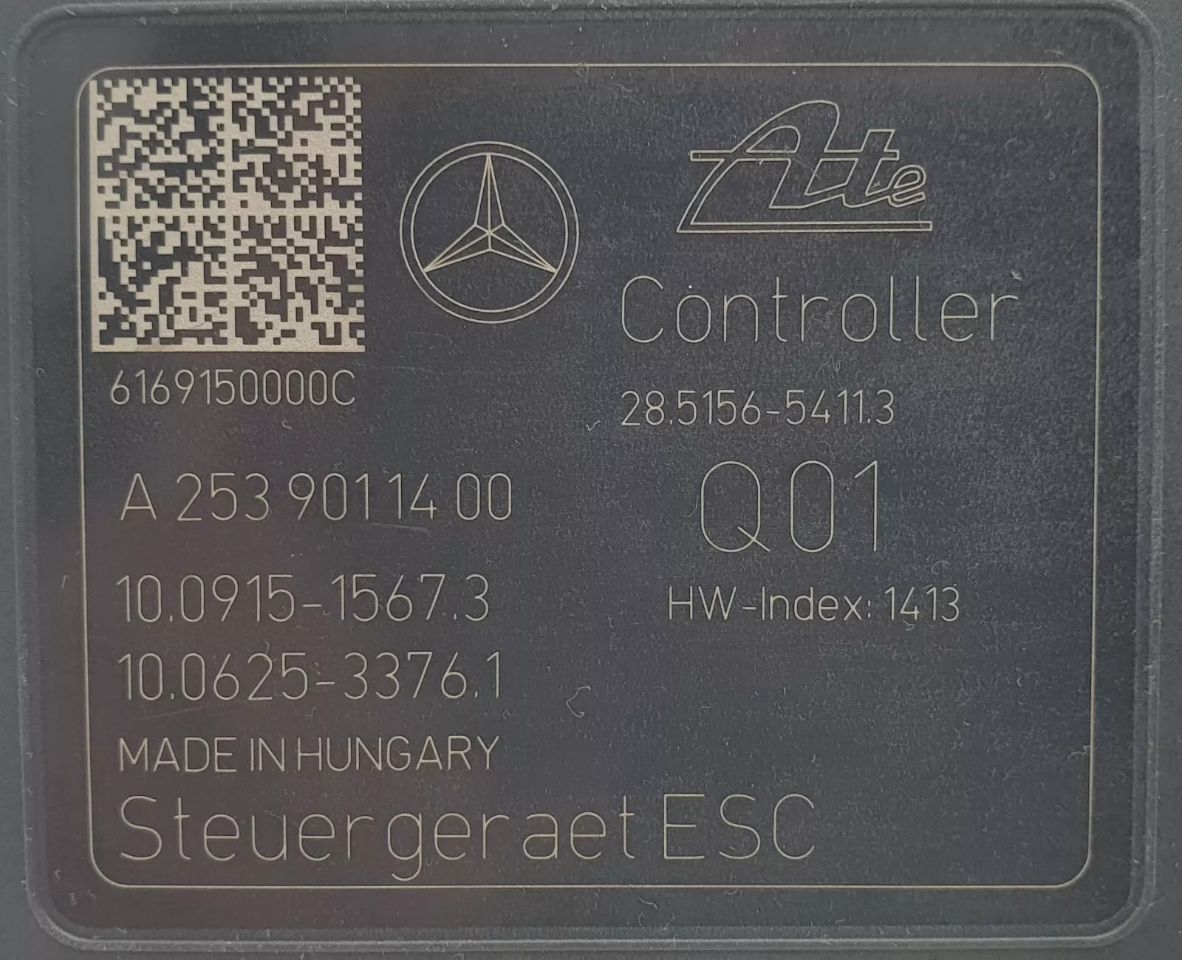 Ate
Controller
6169150000C
28.5156-5411.3
A 253 901 14 00
Q01
10.0915-1567.3
HW-Index: 1413
10.0625-3376.1
MADE IN HUNGARY
Steuergeraet ESC